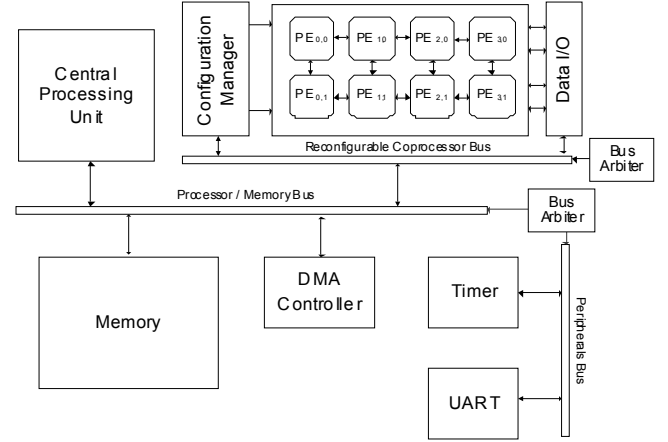 Central
Processing
Unit
Configuration
Manager
PE 0,0
PE 1,0
PE 2,0
PE 3,0
PE 0,1
PE 1,1
PE 2,1
PE 3,1
Data I/O
Reconfigurable Coprocessor Bus
Bus
Arbiter
Processor / Memory Bus
Bus
Arbiter
Memory
DMA
Controller
Timer
UART
Peripherals Bus